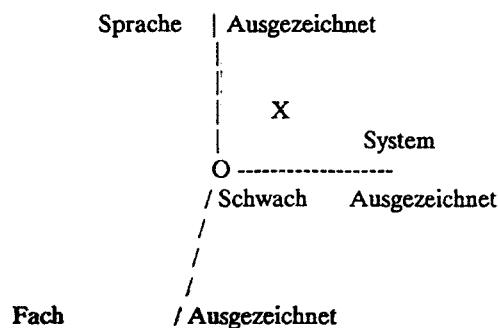 Sprache | Ausgezeichnet
X
System
O
Schwach Ausgezeichnet
Fach / Ausgezeichnet